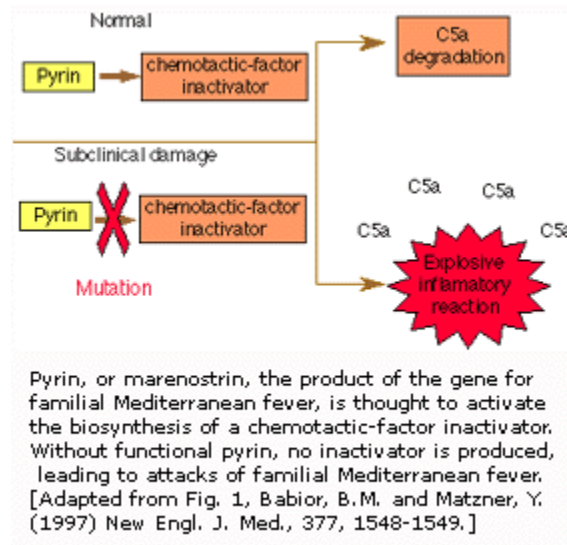 Normal
Pyrin
chemotactic-factor
inactivator
C5a
degradation
Subclinical damage
Pyrin
chemotactic-factor
inactivator
Mutation
C5a
C5a
C5a
C5a
Explosive
inflamatory
reaction
Pyrin, or marenostrin, the product of the gene for
familial Mediterranean fever, is thought to activate
the biosynthesis of a chemotactic-factor inactivator.
Without functional pyrin, no inactivator is produced,
leading to attacks of familial Mediterranean fever.
[Adapted from Fig. 1, Babior, B.M. and Matzner, Y.
(1997) New Engl. J. Med., 377, 1548-1549.]